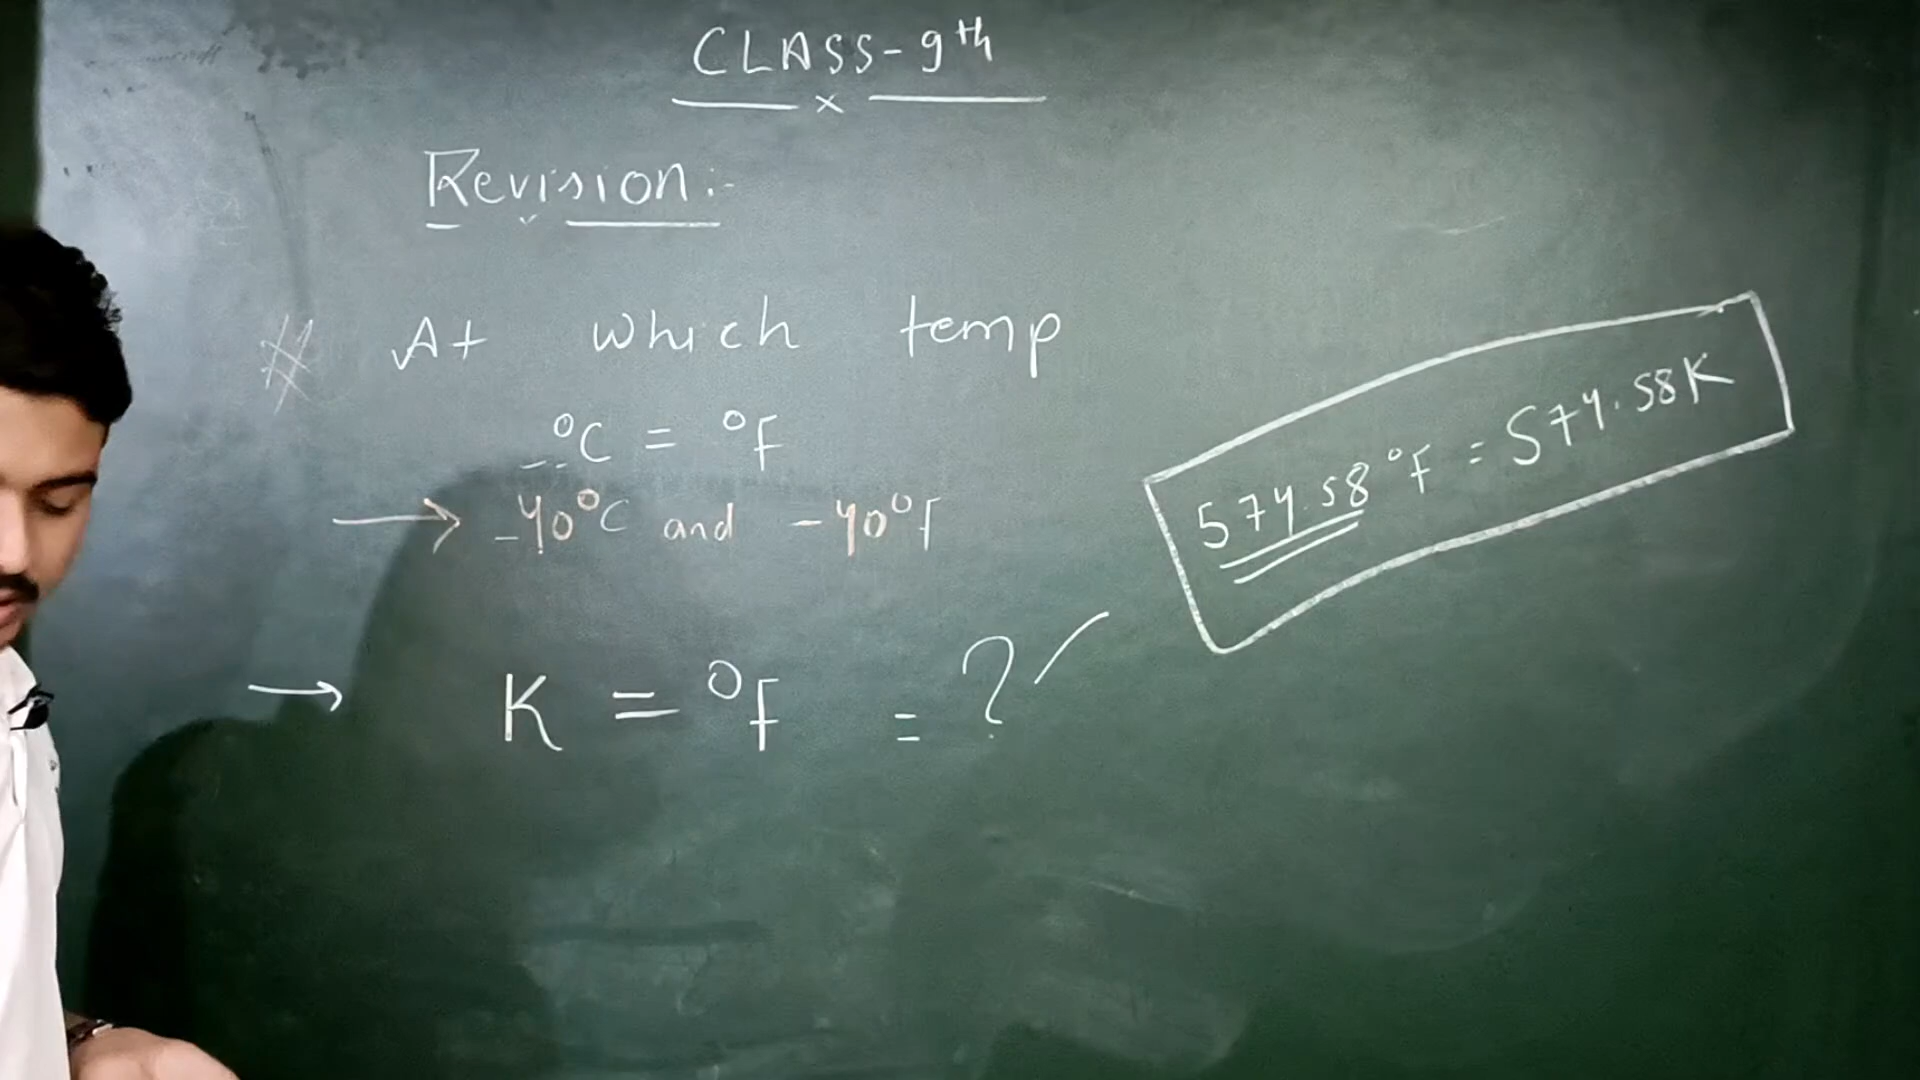 CLASS-9th
x
Revision:-
At which temp
°C = °F
→ -40°C and -40°F
→ K = °F = ?
574.58°F = 574.58K